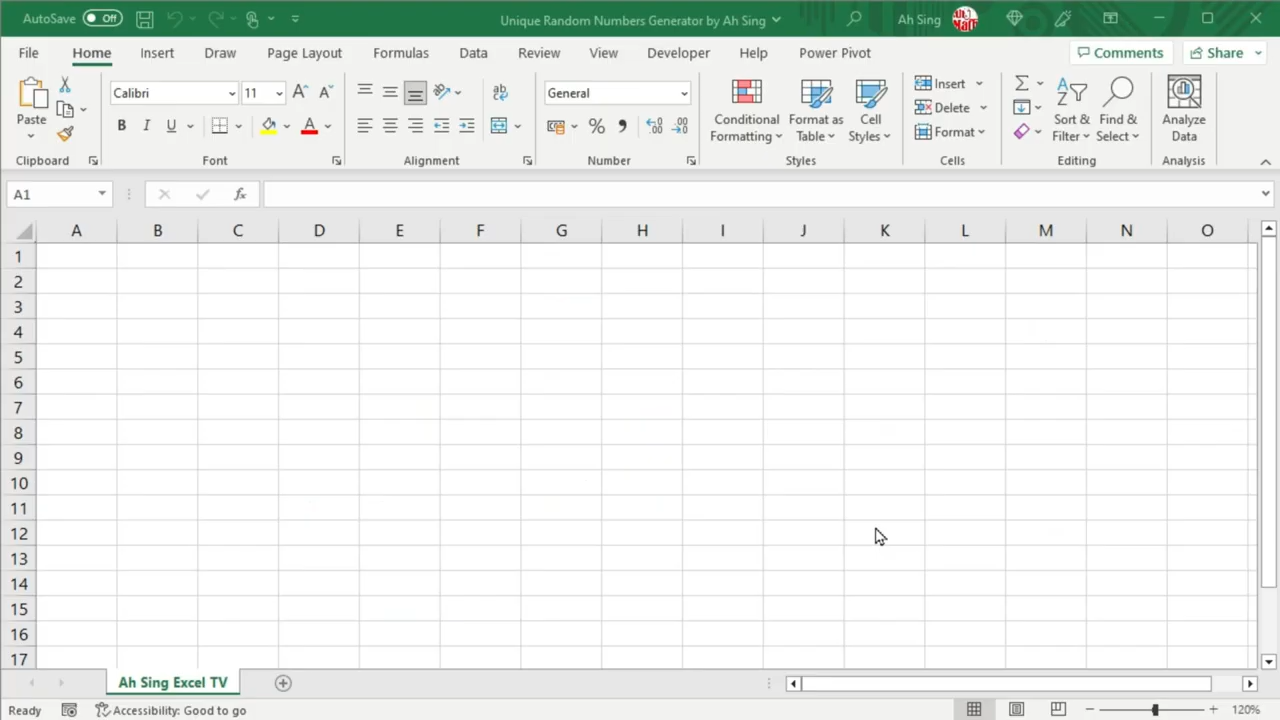 AutoSave Off Unique Random Numbers Generator by Ah Sing Ah Sing
File Home Insert Draw Page Layout Formulas Data Review View Developer Help Power Pivot Comments Share
Paste
Clipboard
Calibri 11
B I U A
Font
ab
Alignment
General
% ,
Number
Conditional Formatting
Format as Table
Cell Styles
Styles
Insert
Delete
Format
Cells
Sort & Filter
Find & Select
Editing
Analyze Data
Analysis
A1 fx
A B C D E F G H I J K L M N O
1
2
3
4
5
6
7
8
9
10
11
12
13
14
15
16
17
Ah Sing Excel TV
Ready Accessibility: Good to go 120%